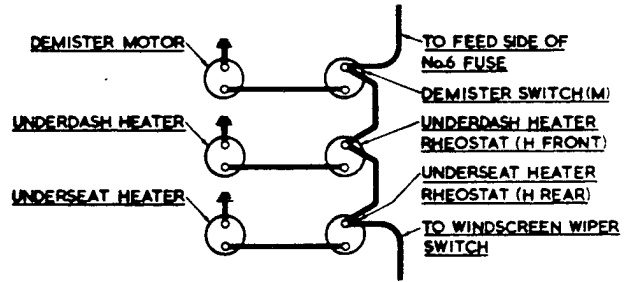 DEMISTER MOTOR
TO FEED SIDE OF
No.6 FUSE
DEMISTER SWITCH (M)
UNDERDASH HEATER
UNDERDASH HEATER
RHEOSTAT (H FRONT)
UNDERSEAT HEATER
UNDERSEAT HEATER
RHEOSTAT (H REAR)
TO WINDSCREEN WIPER
SWITCH